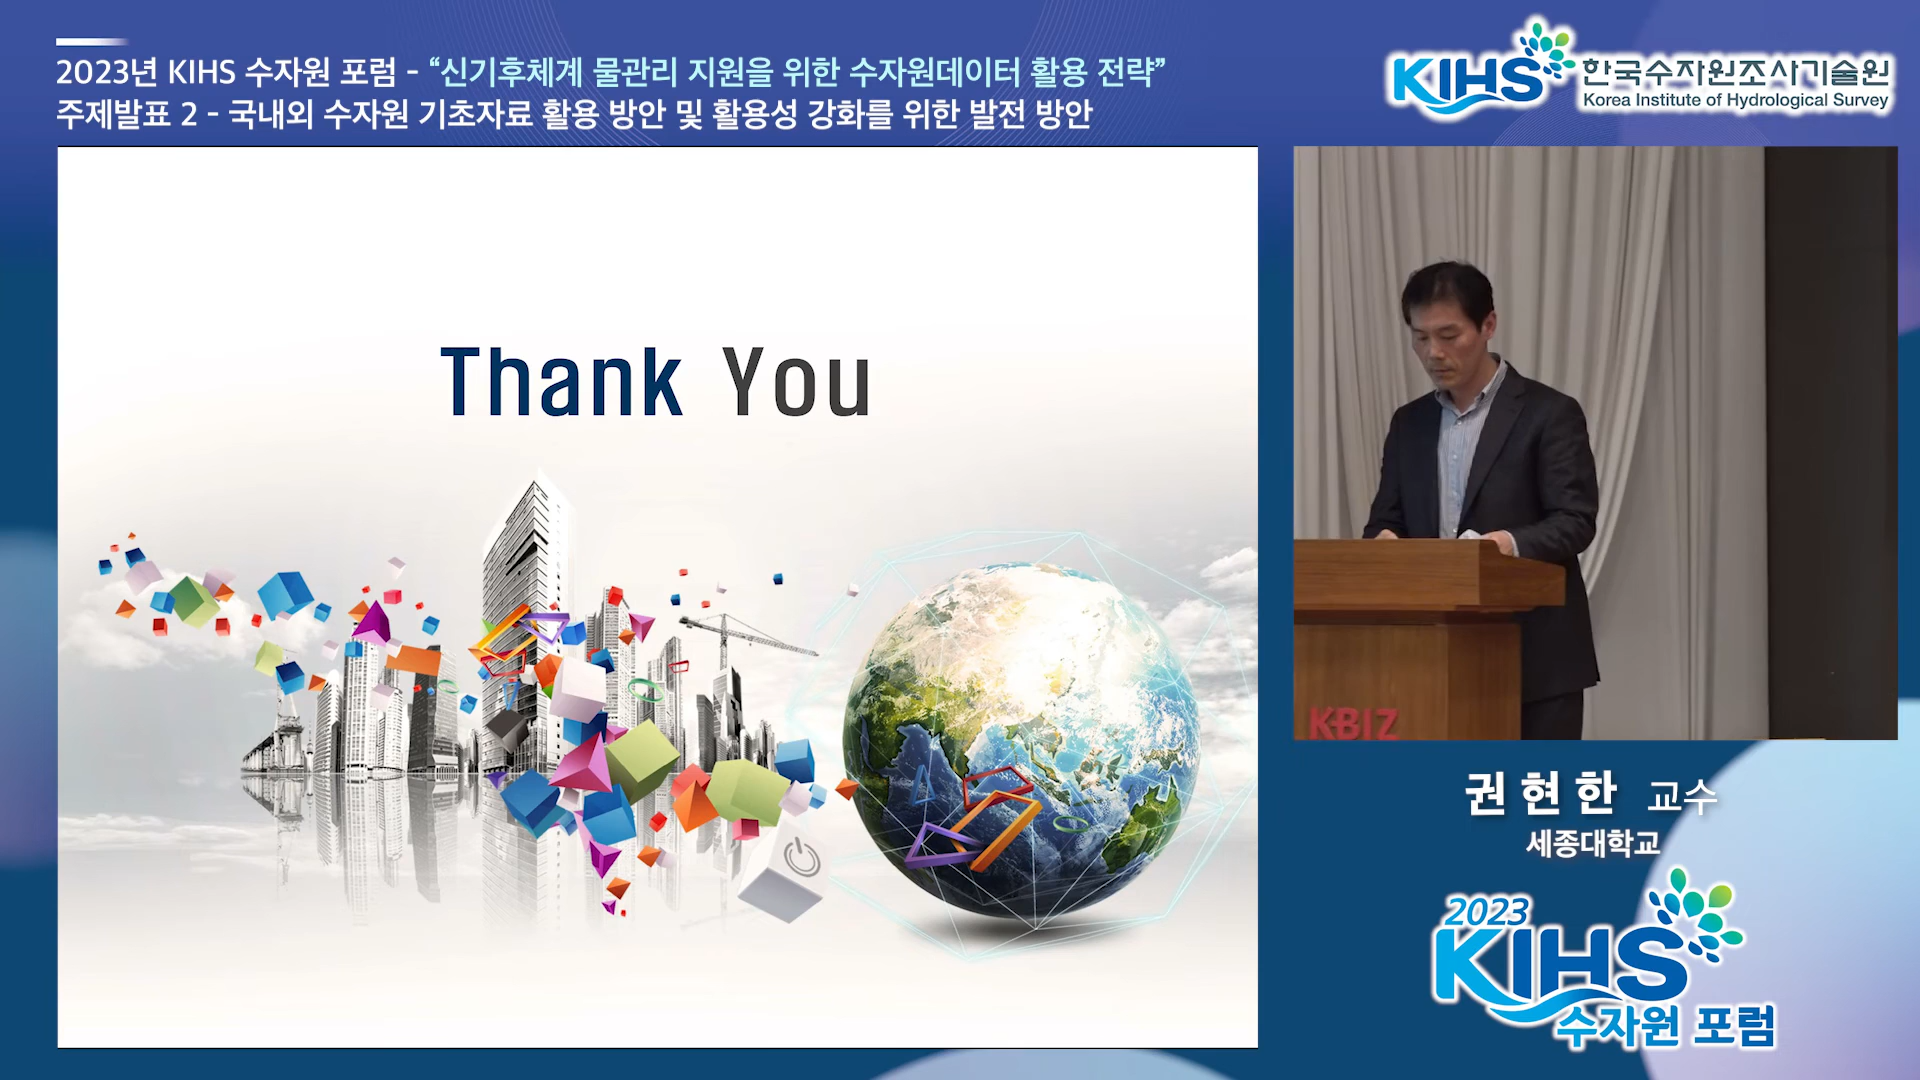 2023년 KIHS 수자원 포럼 - “신기후체계 물관리 지원을 위한 수자원데이터 활용 전략”
주제발표 2 - 국내외 수자원 기초자료 활용 방안 및 활용성 강화를 위한 발전 방안
KIHS 한국수자원조사기술원
Korea Institute of Hydrological Survey
Thank You
KBIZ
권현한 교수
세종대학교
2023
KIHS
수자원 포럼